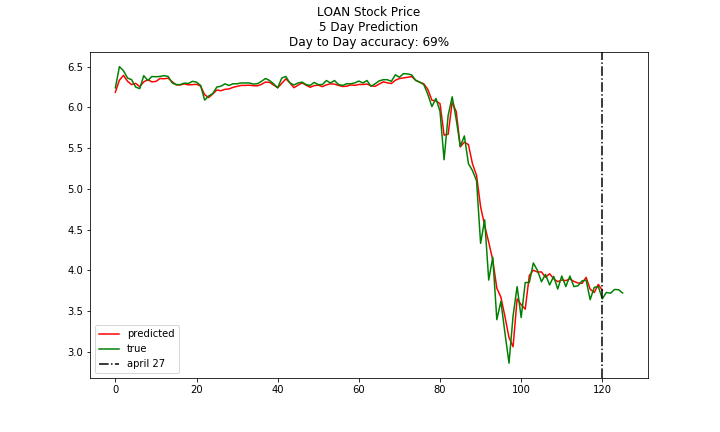 LOAN Stock Price
5 Day Prediction
Day to Day accuracy: 69%
6.5
6.0
5.5
5.0
4.5
4.0
3.5
3.0
predicted
true
april 27
0 20 40 60 80 100 120